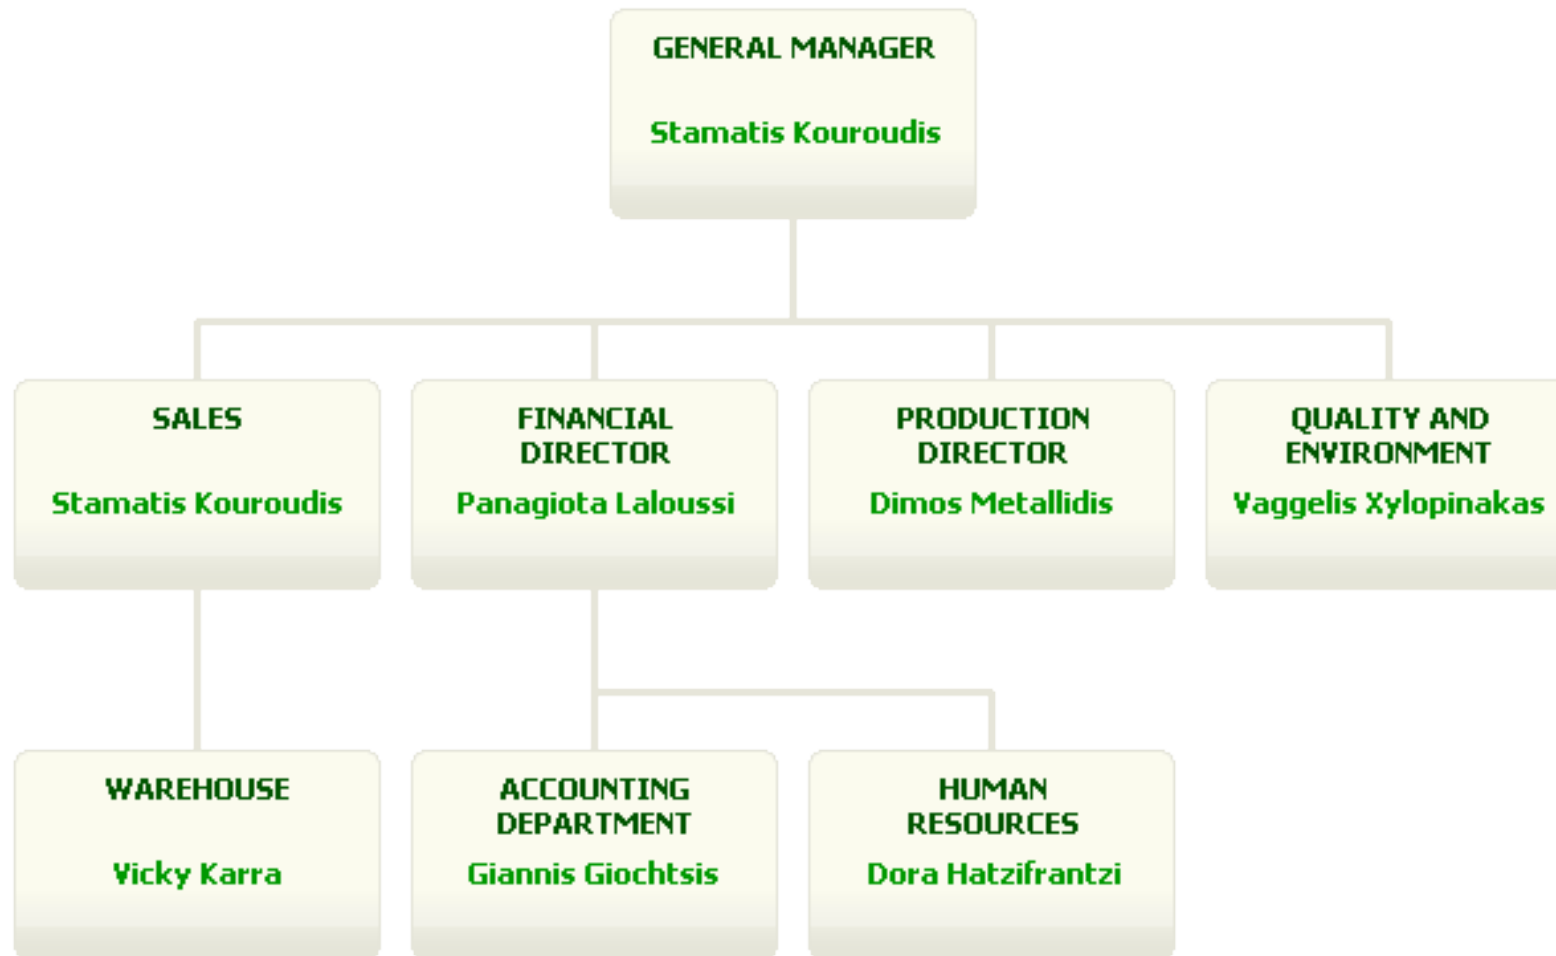 GENERAL MANAGER
Stamatis Kouroudis
SALES
Stamatis Kouroudis
FINANCIAL
DIRECTOR
Panagiota Laloussi
PRODUCTION
DIRECTOR
Dimos Metallidis
QUALITY AND
ENVIRONMENT
Vaggelis Xylopinakas
WAREHOUSE
Vicky Karra
ACCOUNTING
DEPARTMENT
Giannis Giochtsis
HUMAN
RESOURCES
Dora Hatzifrantzi